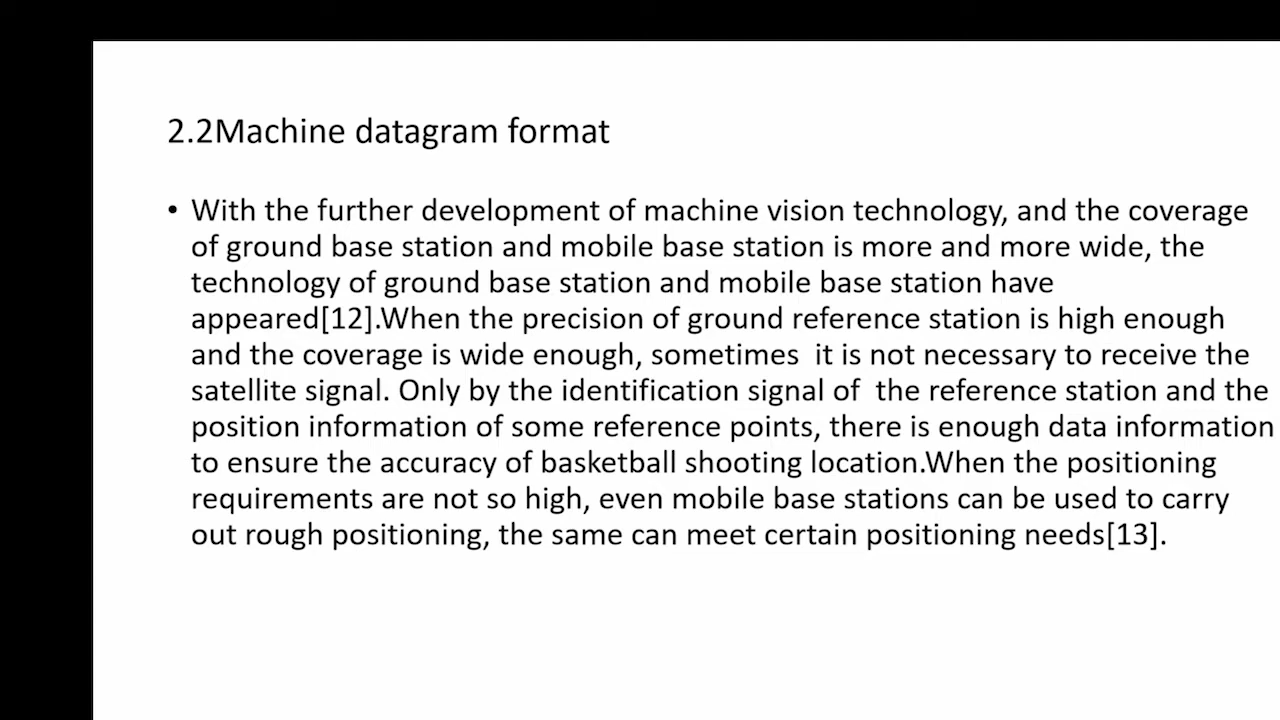 2.2Machine datagram format
• With the further development of machine vision technology, and the coverage
of ground base station and mobile base station is more and more wide, the
technology of ground base station and mobile base station have
appeared[12].When the precision of ground reference station is high enough
and the coverage is wide enough, sometimes  it is not necessary to receive the
satellite signal. Only by the identification signal of  the reference station and the
position information of some reference points, there is enough data information
to ensure the accuracy of basketball shooting location.When the positioning
requirements are not so high, even mobile base stations can be used to carry
out rough positioning, the same can meet certain positioning needs[13].